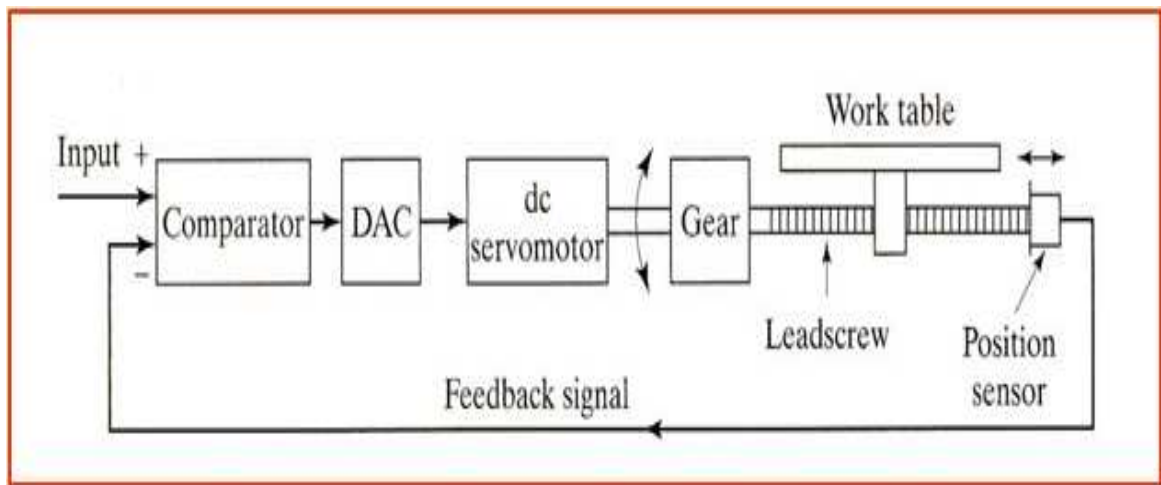 Work table
Input +
Comparator
DAC
dc
servomotor
Gear
−
Leadscrew
Position
sensor
Feedback signal